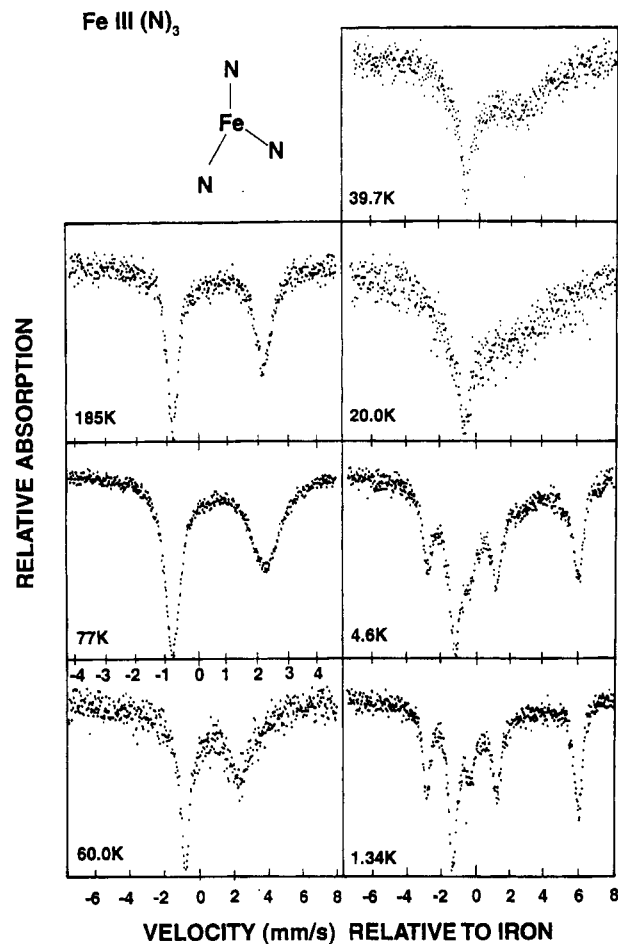 Fe III (N)₃
N
Fe
N
N
39.7K
185K
20.0K
77K
4.6K
-4 -3 -2 -1 0 1 2 3 4
60.0K
1.34K
-6 -4 -2 0 2 4 6 8
-6 -4 -2 0 2 4 6 8
RELATIVE ABSORPTION
VELOCITY (mm/s) RELATIVE TO IRON